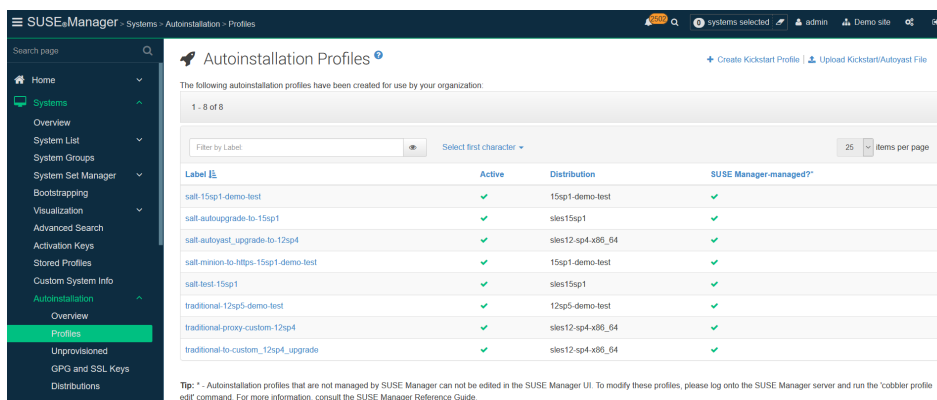 SUSE®Manager > Systems > Autoinstallation > Profiles
2502
0 systems selected
admin
Demo site
Search page
Home
Systems
Overview
System List
System Groups
System Set Manager
Bootstrapping
Visualization
Advanced Search
Activation Keys
Stored Profiles
Custom System Info
Autoinstallation
Overview
Profiles
Unprovisioned
GPG and SSL Keys
Distributions
Autoinstallation Profiles ?
+ Create Kickstart Profile | Upload Kickstart/Autoyast File
The following autoinstallation profiles have been created for use by your organization:
1 - 8 of 8
Filter by Label:
Select first character
25 items per page
Label Active Distribution SUSE Manager-managed?*
salt-15sp1-demo-test 15sp1-demo-test
salt-autoupgrade-to-15sp1 sles15sp1
salt-autoyast_upgrade-to-12sp4 sles12-sp4-x86_64
salt-minion-to-https-15sp1-demo-test 15sp1-demo-test
salt-test-15sp1 sles15sp1
traditional-12sp5-demo-test 12sp5-demo-test
traditional-proxy-custom-12sp4 sles12-sp4-x86_64
traditional-to-custom_12sp4_upgrade sles12-sp4-x86_64
Tip: * - Autoinstallation profiles that are not managed by SUSE Manager can not be edited in the SUSE Manager UI. To modify these profiles, please log onto the SUSE Manager server and run the 'cobbler profile
edit' command. For more information, consult the SUSE Manager Reference Guide.